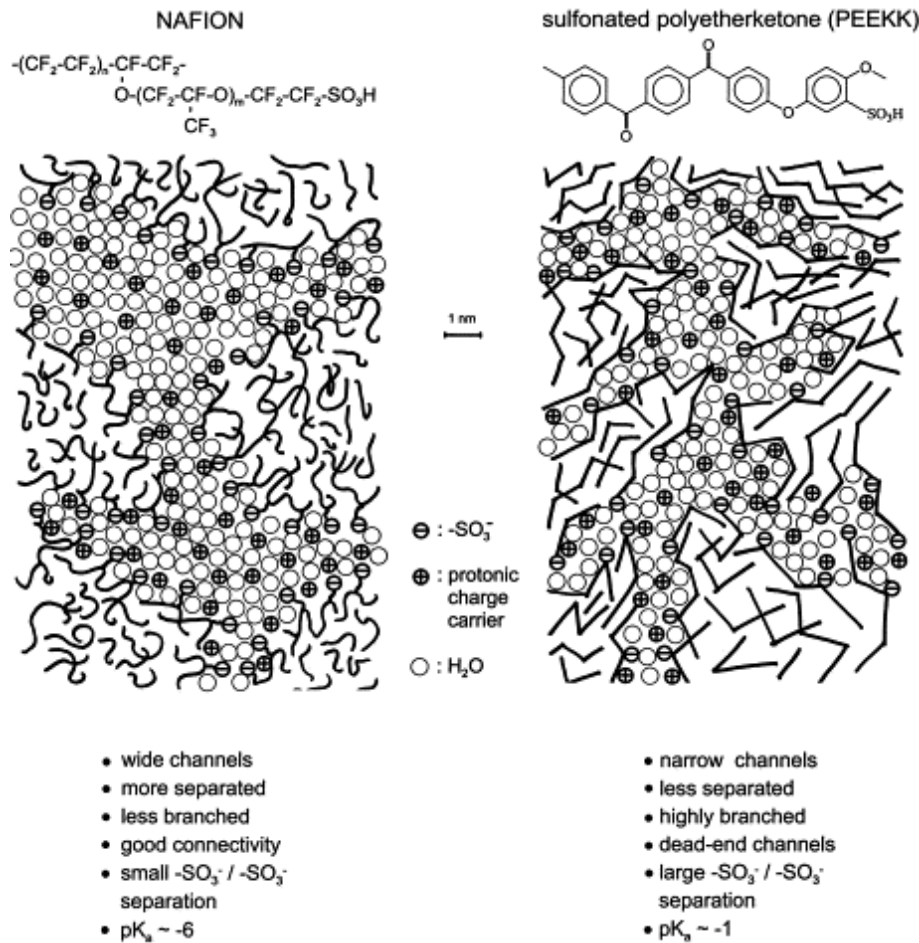 NAFION
-(CF₂-CF₂)ₙ-CF-CF₂-
O-(CF₂-CF-O)ₘ-CF₂-CF₂-SO₃H
CF₃
sulfonated polyetherketone (PEEKK)
O
O
O
O
SO₃H
1 nm
⊖ : -SO₃⁻
⊕ : protonic
charge
carrier
○ : H₂O
• wide channels
• more separated
• less branched
• good connectivity
• small -SO₃⁻ / -SO₃⁻
separation
• pKₐ ~ -6
• narrow channels
• less separated
• highly branched
• dead-end channels
• large -SO₃⁻ / -SO₃⁻
separation
• pKₐ ~ -1